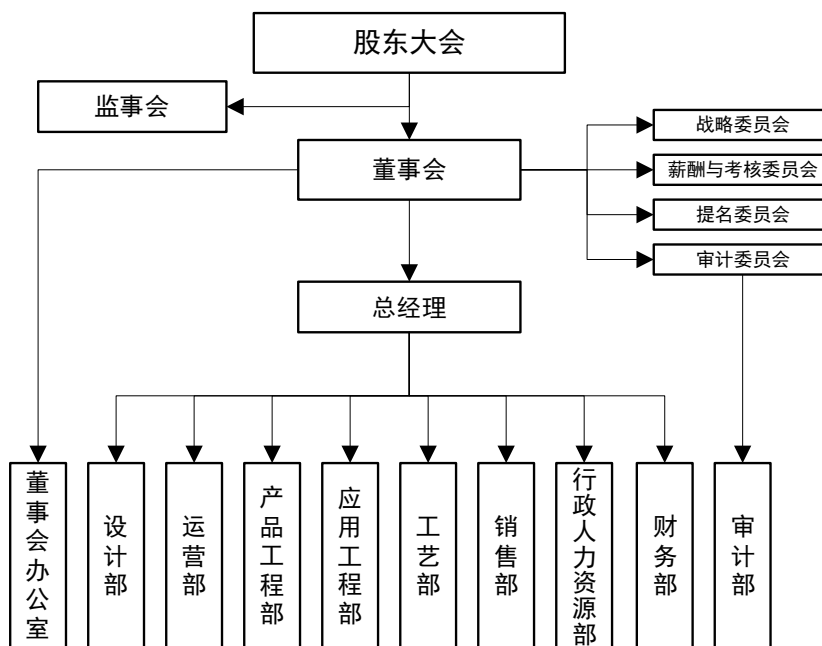 股东大会
监事会
战略委员会
董事会
薪酬与考核委员会
提名委员会
审计委员会
总经理
董事会办公室
设计部
运营部
产品工程部
应用工程部
工艺部
销售部
行政人力资源部
财务部
审计部